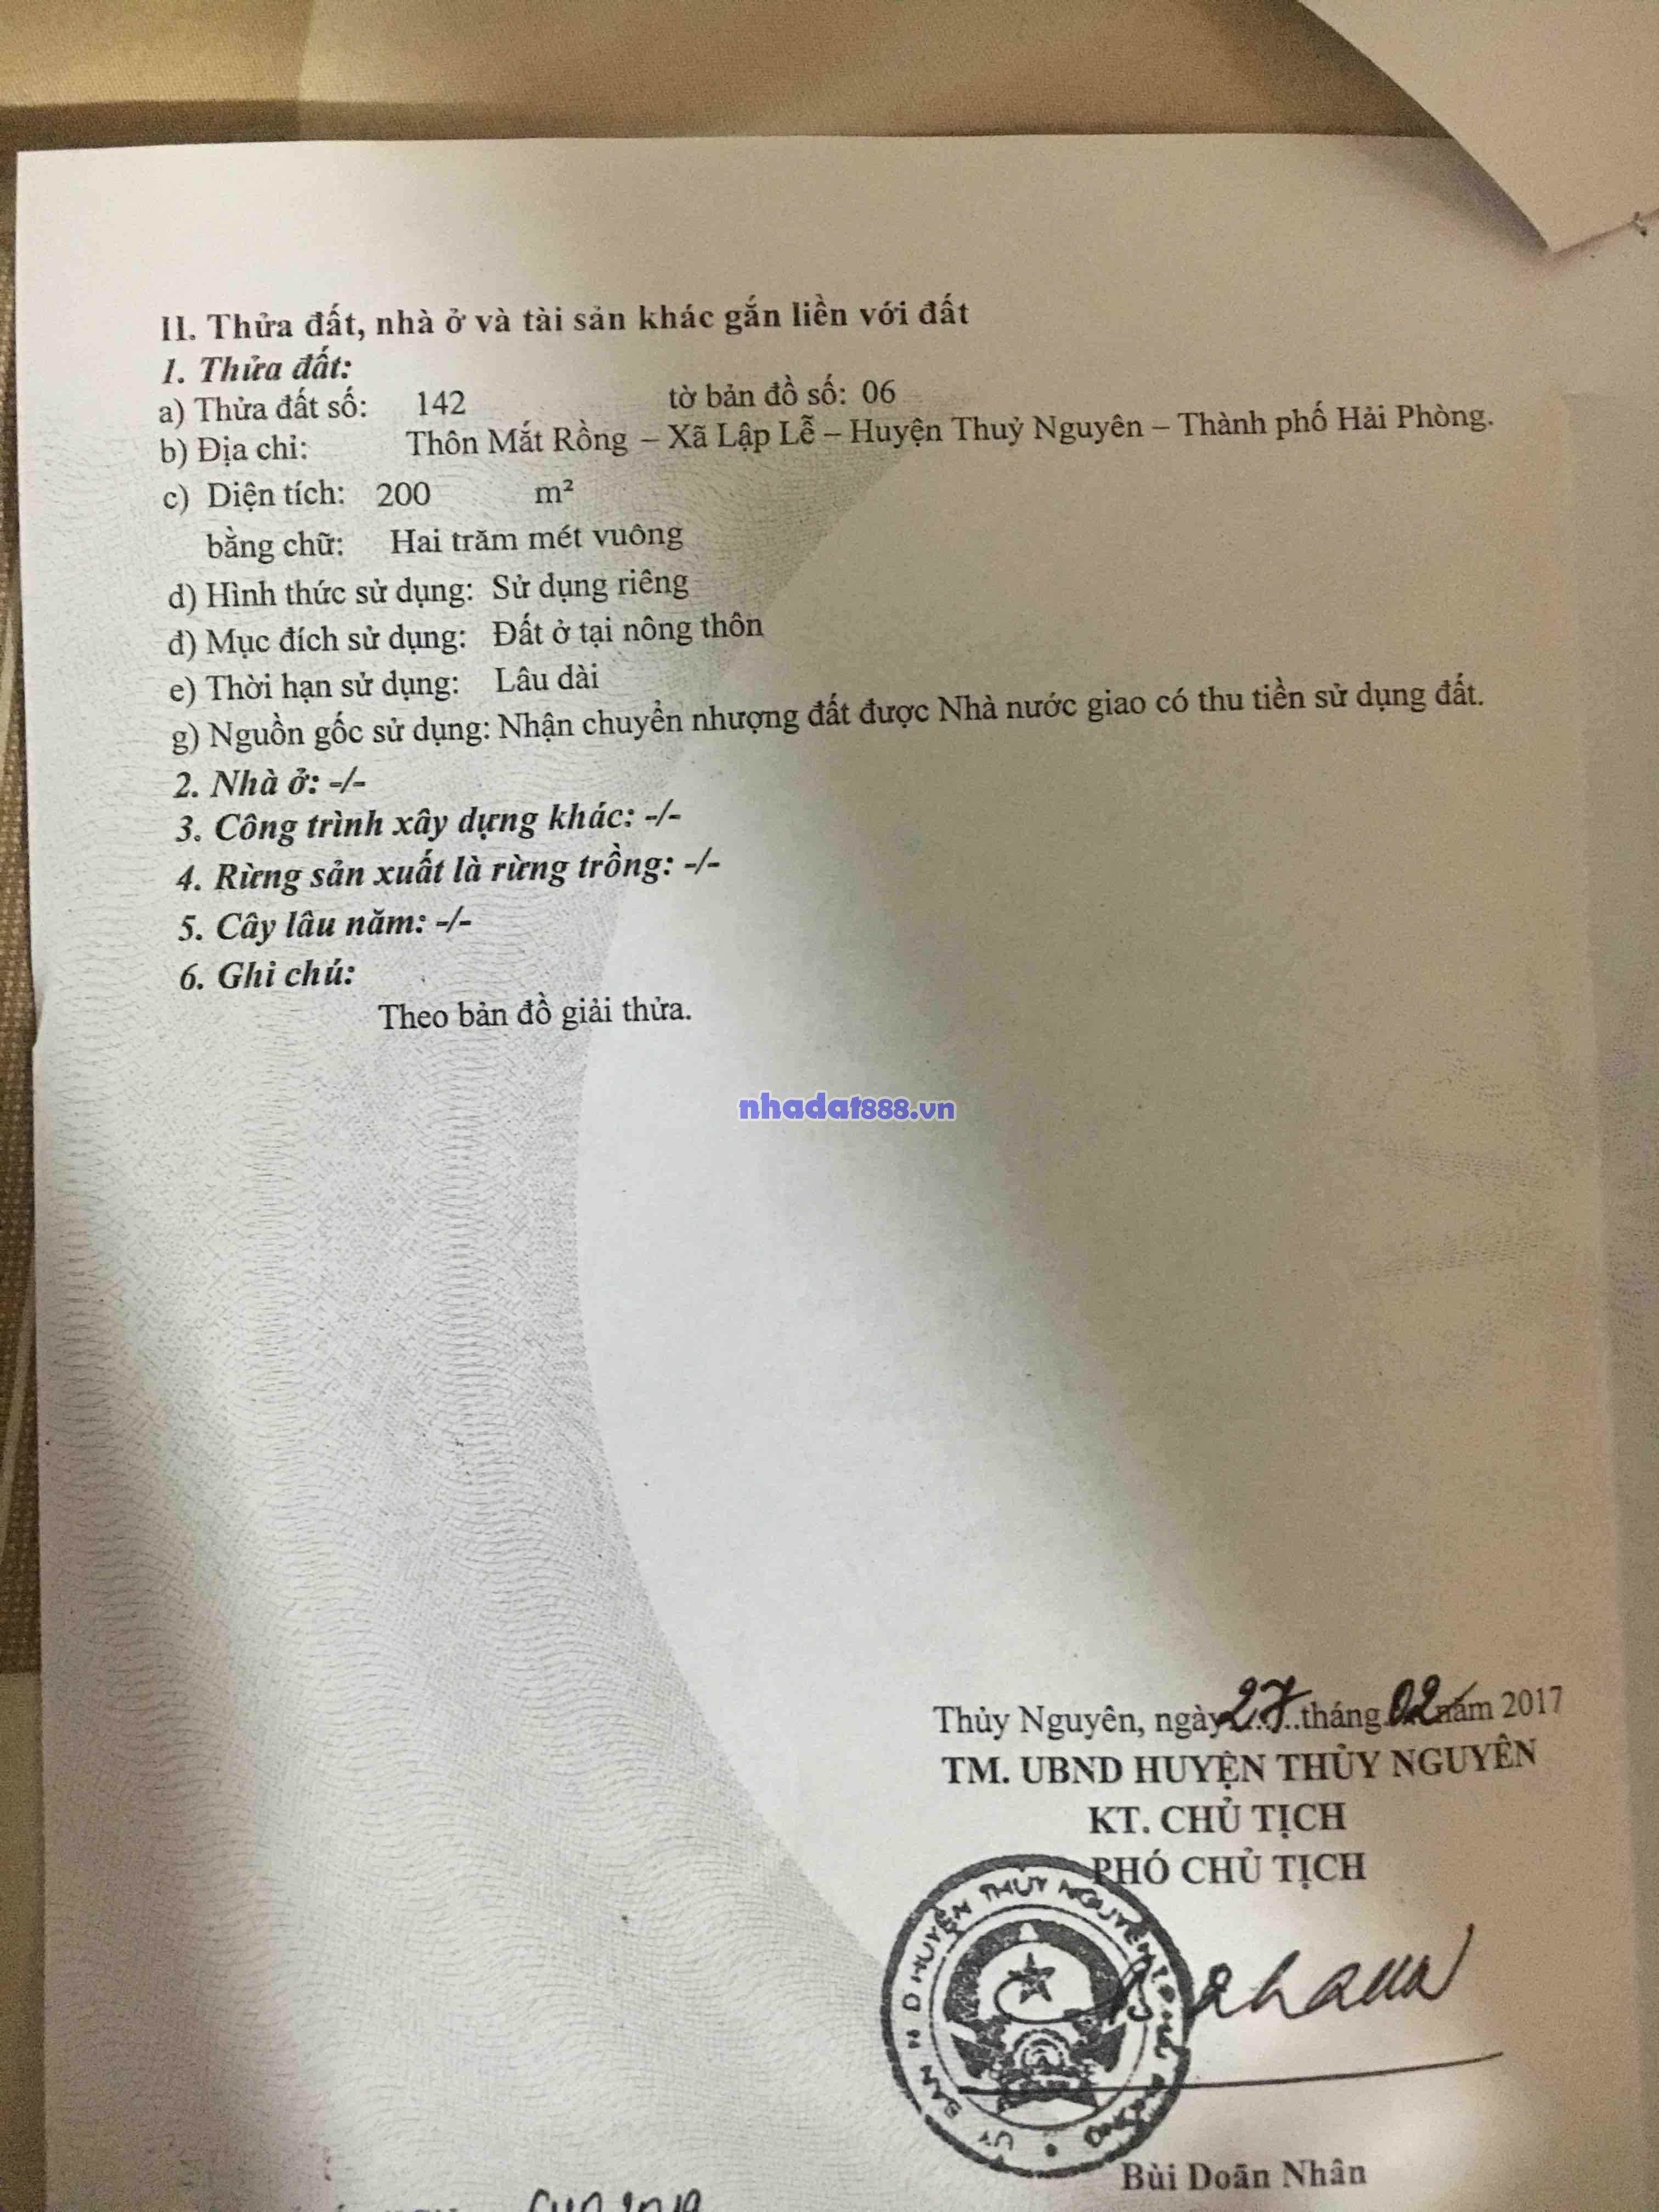 II. Thửa đất, nhà ở và tài sản khác gắn liền với đất
1. Thửa đất:
a) Thửa đất số: 142 tờ bản đồ số: 06
b) Địa chỉ: Thôn Mắt Rồng – Xã Lập Lễ – Huyện Thuỷ Nguyên – Thành phố Hải Phòng.
c) Diện tích: 200 m²
bằng chữ: Hai trăm mét vuông
d) Hình thức sử dụng: Sử dụng riêng
đ) Mục đích sử dụng: Đất ở tại nông thôn
e) Thời hạn sử dụng: Lâu dài
g) Nguồn gốc sử dụng: Nhận chuyển nhượng đất được Nhà nước giao có thu tiền sử dụng đất.
2. Nhà ở: -/-
3. Công trình xây dựng khác: -/-
4. Rừng sản xuất là rừng trồng: -/-
5. Cây lâu năm: -/-
6. Ghi chú:
Theo bản đồ giải thửa.
nhadat888.vn
Thủy Nguyên, ngày 27 tháng 02 năm 2017
TM. UBND HUYỆN THỦY NGUYÊN
KT. CHỦ TỊCH
PHÓ CHỦ TỊCH
ỦY BAN N D HUYỆN THUỶ NGUYÊN
Bùi Doãn Nhân